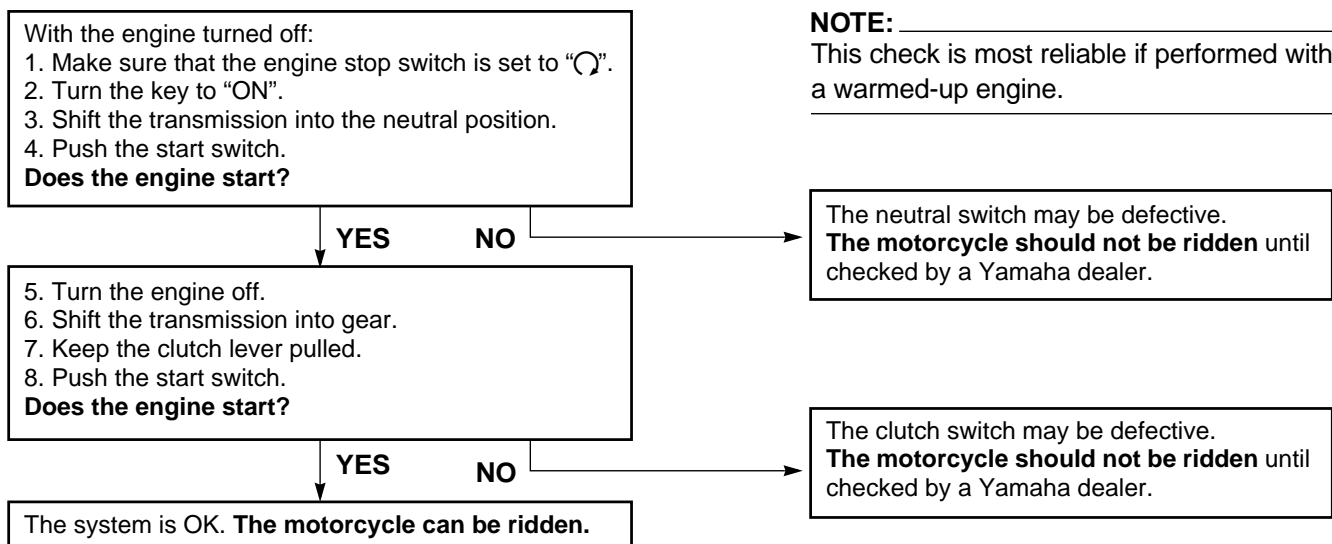 With the engine turned off:
1. Make sure that the engine stop switch is set to “”.
2. Turn the key to “ON”.
3. Shift the transmission into the neutral position.
4. Push the start switch.
Does the engine start?
NOTE:
This check is most reliable if performed with
a warmed-up engine.
YES
NO
The neutral switch may be defective.
The motorcycle should not be ridden until
checked by a Yamaha dealer.
5. Turn the engine off.
6. Shift the transmission into gear.
7. Keep the clutch lever pulled.
8. Push the start switch.
Does the engine start?
YES
NO
The clutch switch may be defective.
The motorcycle should not be ridden until
checked by a Yamaha dealer.
The system is OK. The motorcycle can be ridden.